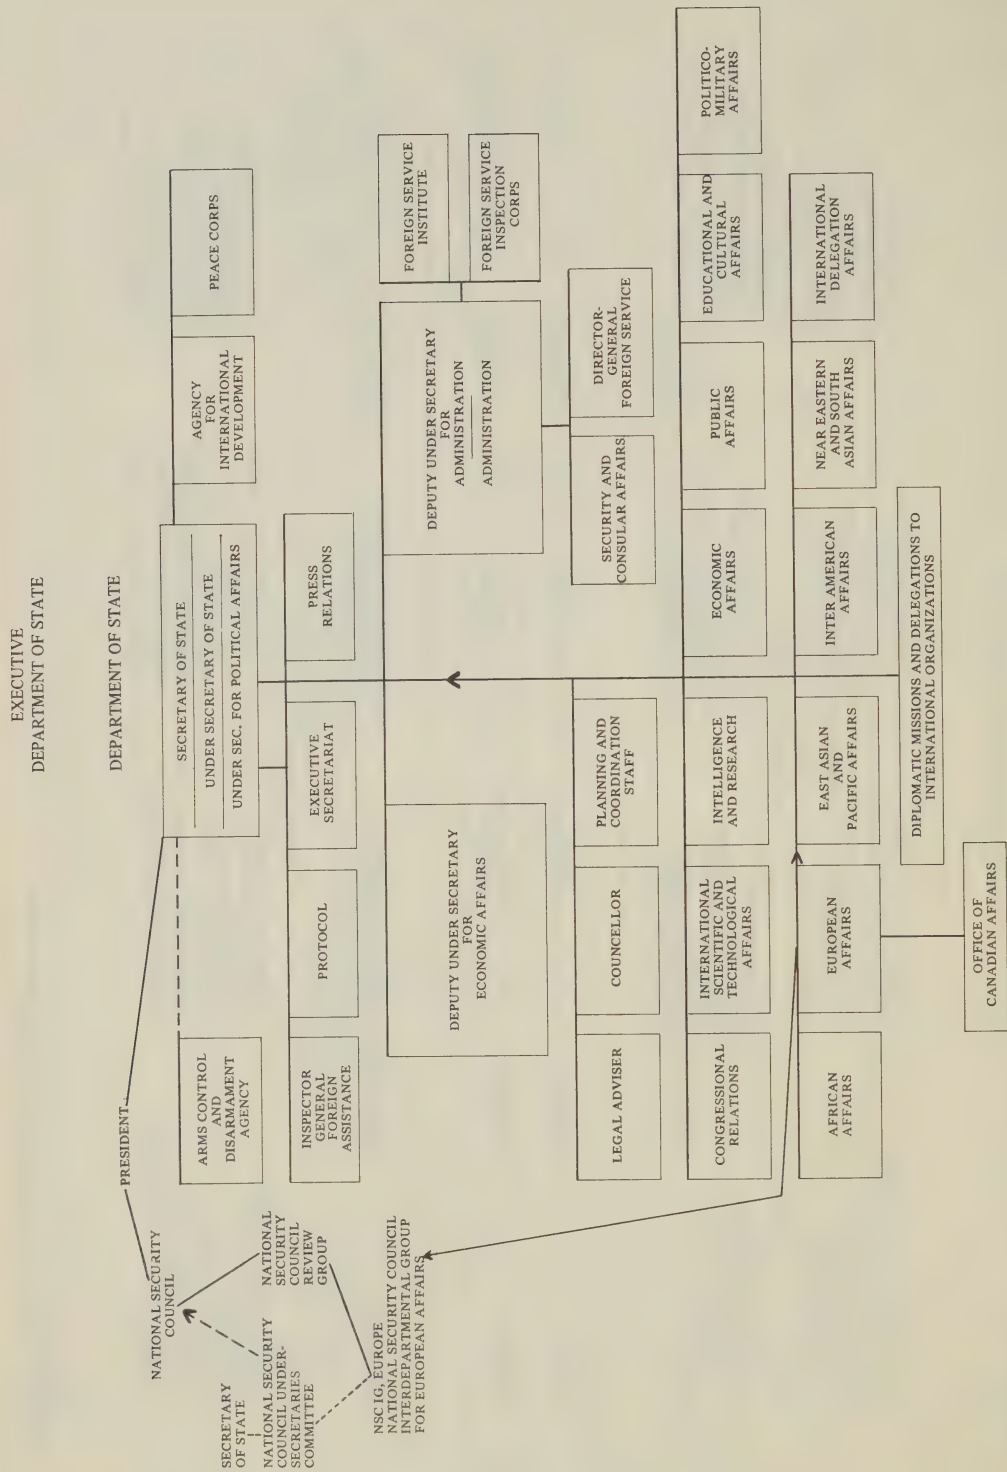 EXECUTIVE
DEPARTMENT OF STATE
DEPARTMENT OF STATE
PRESIDENT
NATIONAL SECURITY
COUNCIL
SECRETARY
OF STATE
NATIONAL SECURITY
COUNCIL UNDER-
SECRETARIES
COMMITTEE
NATIONAL
SECURITY
COUNCIL
REVIEW
GROUP
NSC IG, EUROPE
NATIONAL SECURITY COUNCIL
INTERDEPARTMENTAL GROUP
FOR EUROPEAN AFFAIRS
ARMS CONTROL
AND
DISARMAMENT
AGENCY
SECRETARY OF STATE
UNDER SECRETARY OF STATE
UNDER SEC. FOR POLITICAL AFFAIRS
AGENCY
FOR
INTERNATIONAL
DEVELOPMENT
PEACE CORPS
INSPECTOR
GENERAL
FOREIGN
ASSISTANCE
PROTOCOL
EXECUTIVE
SECRETARIAT
PRESS
RELATIONS
DEPUTY UNDER SECRETARY
FOR
ECONOMIC AFFAIRS
DEPUTY UNDER SECRETARY
FOR
ADMINISTRATION
ADMINISTRATION
FOREIGN SERVICE
INSTITUTE
FOREIGN SERVICE
INSPECTION
CORPS
LEGAL ADVISER
COUNCELLOR
PLANNING AND
COORDINATION
STAFF
SECURITY AND
CONSULAR AFFAIRS
DIRECTOR-
GENERAL
FOREIGN SERVICE
CONGRESSIONAL
RELATIONS
INTERNATIONAL
SCIENTIFIC AND
TECHNOLOGICAL
AFFAIRS
INTELLIGENCE
AND RESEARCH
ECONOMIC
AFFAIRS
PUBLIC
AFFAIRS
EDUCATIONAL AND
CULTURAL
AFFAIRS
POLITICO-
MILITARY
AFFAIRS
AFRICAN
AFFAIRS
EUROPEAN
AFFAIRS
EAST ASIAN
AND
PACIFIC AFFAIRS
INTER AMERICAN
AFFAIRS
NEAR EASTERN
AND SOUTH
ASIAN AFFAIRS
INTERNATIONAL
DELEGATION
AFFAIRS
DIPLOMATIC MISSIONS AND DELEGATIONS TO
INTERNATIONAL ORGANIZATIONS
OFFICE OF
CANADIAN AFFAIRS